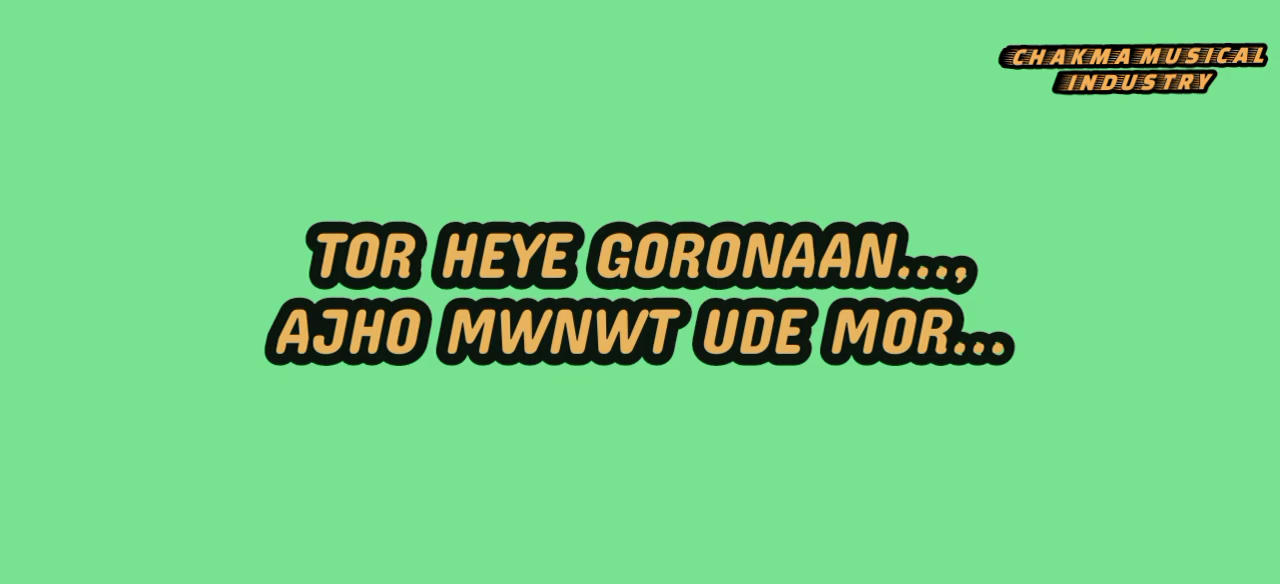 CHAKMA MUSICAL
INDUSTRY
TOR HEYE GORONAAN...,
AJHO MWNWT UDE MOR...